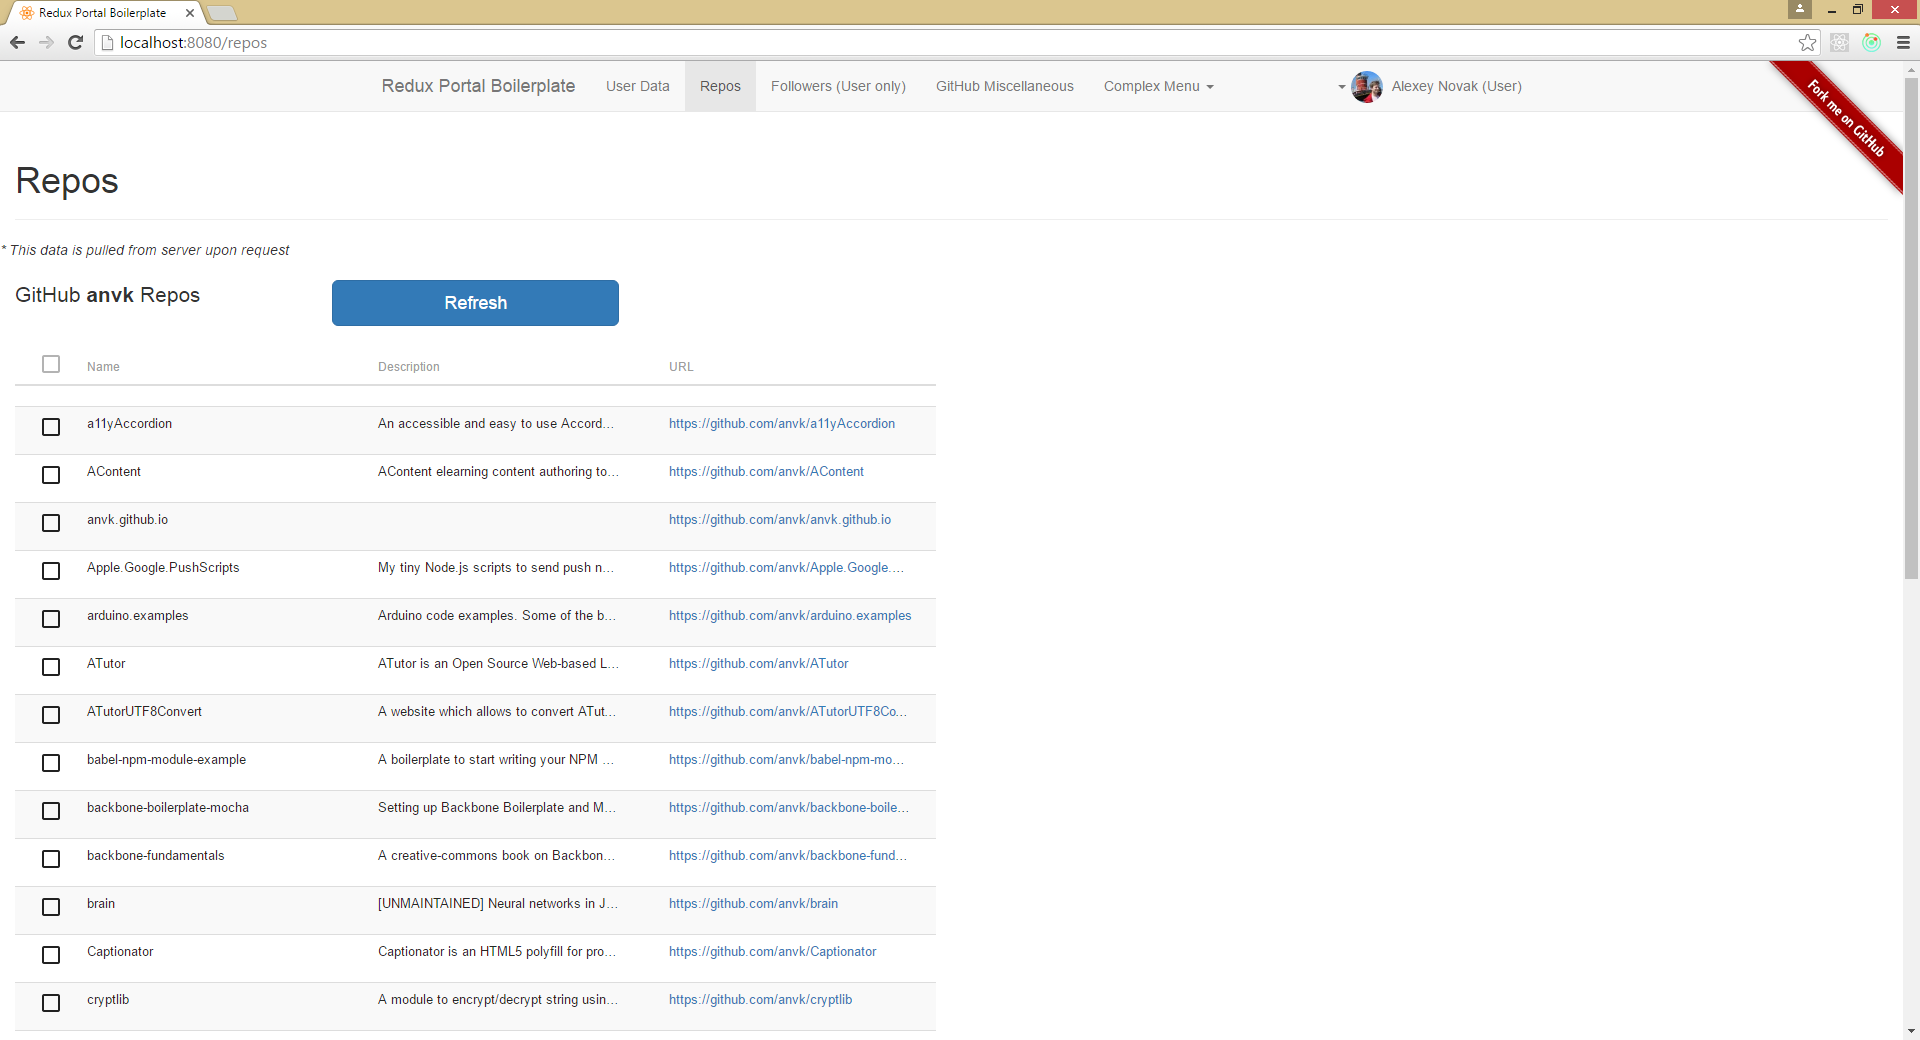 Redux Portal Boilerplate
localhost:8080/repos
Redux Portal Boilerplate User Data Repos Followers (User only) GitHub Miscellaneous Complex Menu Alexey Novak (User)
Fork me on GitHub
Repos
* This data is pulled from server upon request
GitHub anvk Repos Refresh
Name Description URL
a11yAccordion An accessible and easy to use Accord... https://github.com/anvk/a11yAccordion
AContent AContent elearning content authoring to... https://github.com/anvk/AContent
anvk.github.io https://github.com/anvk/anvk.github.io
Apple.Google.PushScripts My tiny Node.js scripts to send push n... https://github.com/anvk/Apple.Google....
arduino.examples Arduino code examples. Some of the b... https://github.com/anvk/arduino.examples
ATutor ATutor is an Open Source Web-based L... https://github.com/anvk/ATutor
ATutorUTF8Convert A website which allows to convert ATut... https://github.com/anvk/ATutorUTF8Co...
babel-npm-module-example A boilerplate to start writing your NPM ... https://github.com/anvk/babel-npm-mo...
backbone-boilerplate-mocha Setting up Backbone Boilerplate and M... https://github.com/anvk/backbone-boile...
backbone-fundamentals A creative-commons book on Backbon... https://github.com/anvk/backbone-fund...
brain [UNMAINTAINED] Neural networks in J... https://github.com/anvk/brain
Captionator Captionator is an HTML5 polyfill for pro... https://github.com/anvk/Captionator
cryptlib A module to encrypt/decrypt string usin... https://github.com/anvk/cryptlib